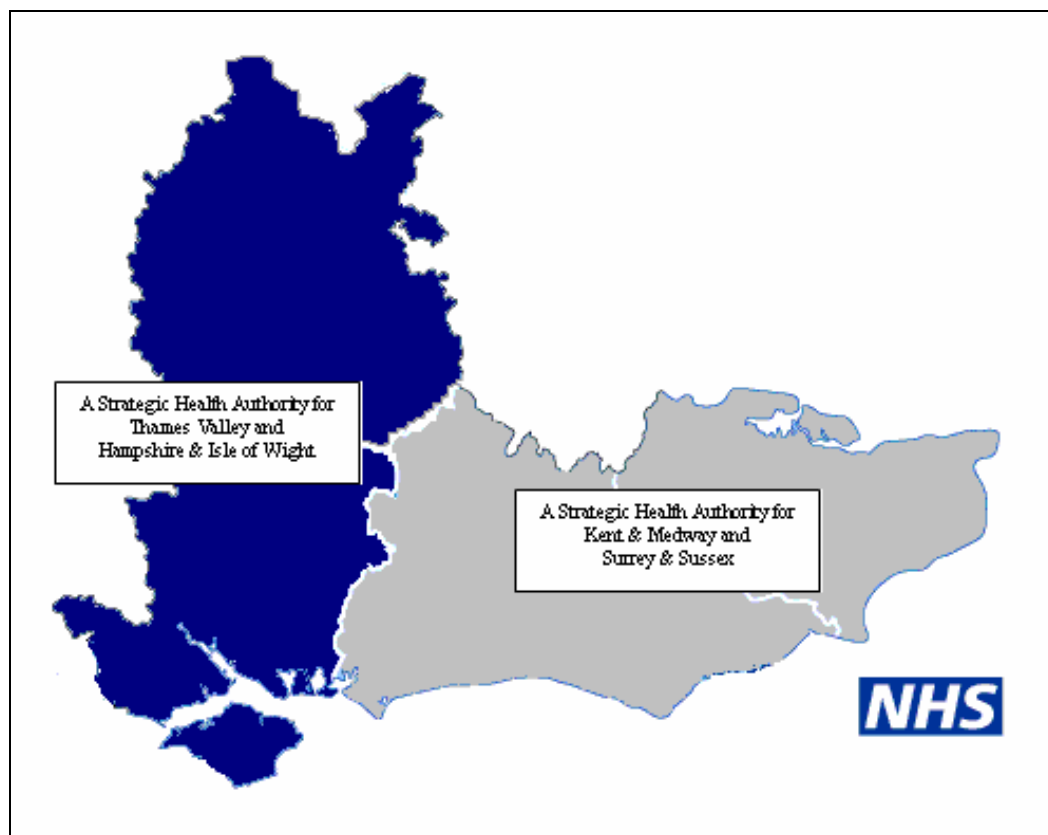 A Strategic Health Authority for
Thames Valley and
Hampshire & Isle of Wight
A Strategic Health Authority for
Kent & Medway and
Surrey & Sussex
NHS